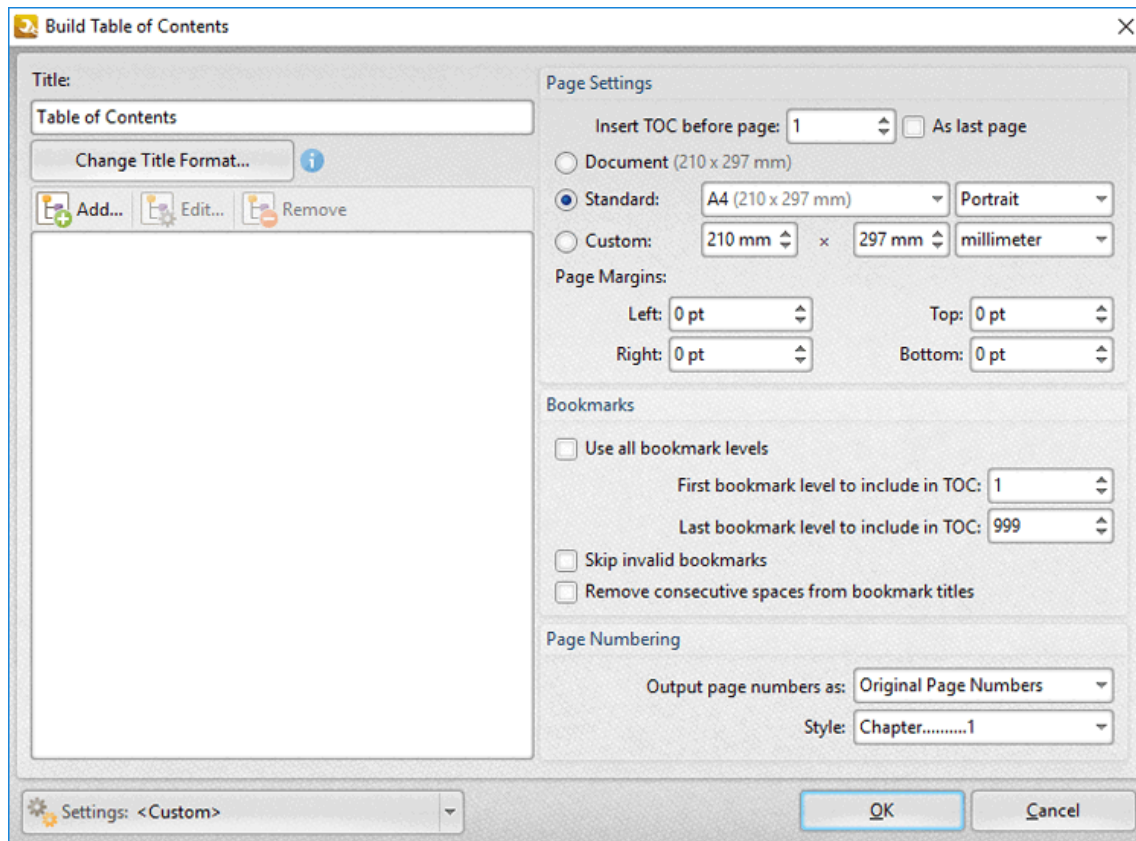 Build Table of Contents
Title:
Table of Contents
Change Title Format...
Add... Edit... Remove
Page Settings
Insert TOC before page: 1 As last page
Document (210 x 297 mm)
Standard: A4 (210 x 297 mm) Portrait
Custom: 210 mm × 297 mm millimeter
Page Margins:
Left: 0 pt Top: 0 pt
Right: 0 pt Bottom: 0 pt
Bookmarks
Use all bookmark levels
First bookmark level to include in TOC: 1
Last bookmark level to include in TOC: 999
Skip invalid bookmarks
Remove consecutive spaces from bookmark titles
Page Numbering
Output page numbers as: Original Page Numbers
Style: Chapter..........1
Settings: <Custom> OK Cancel